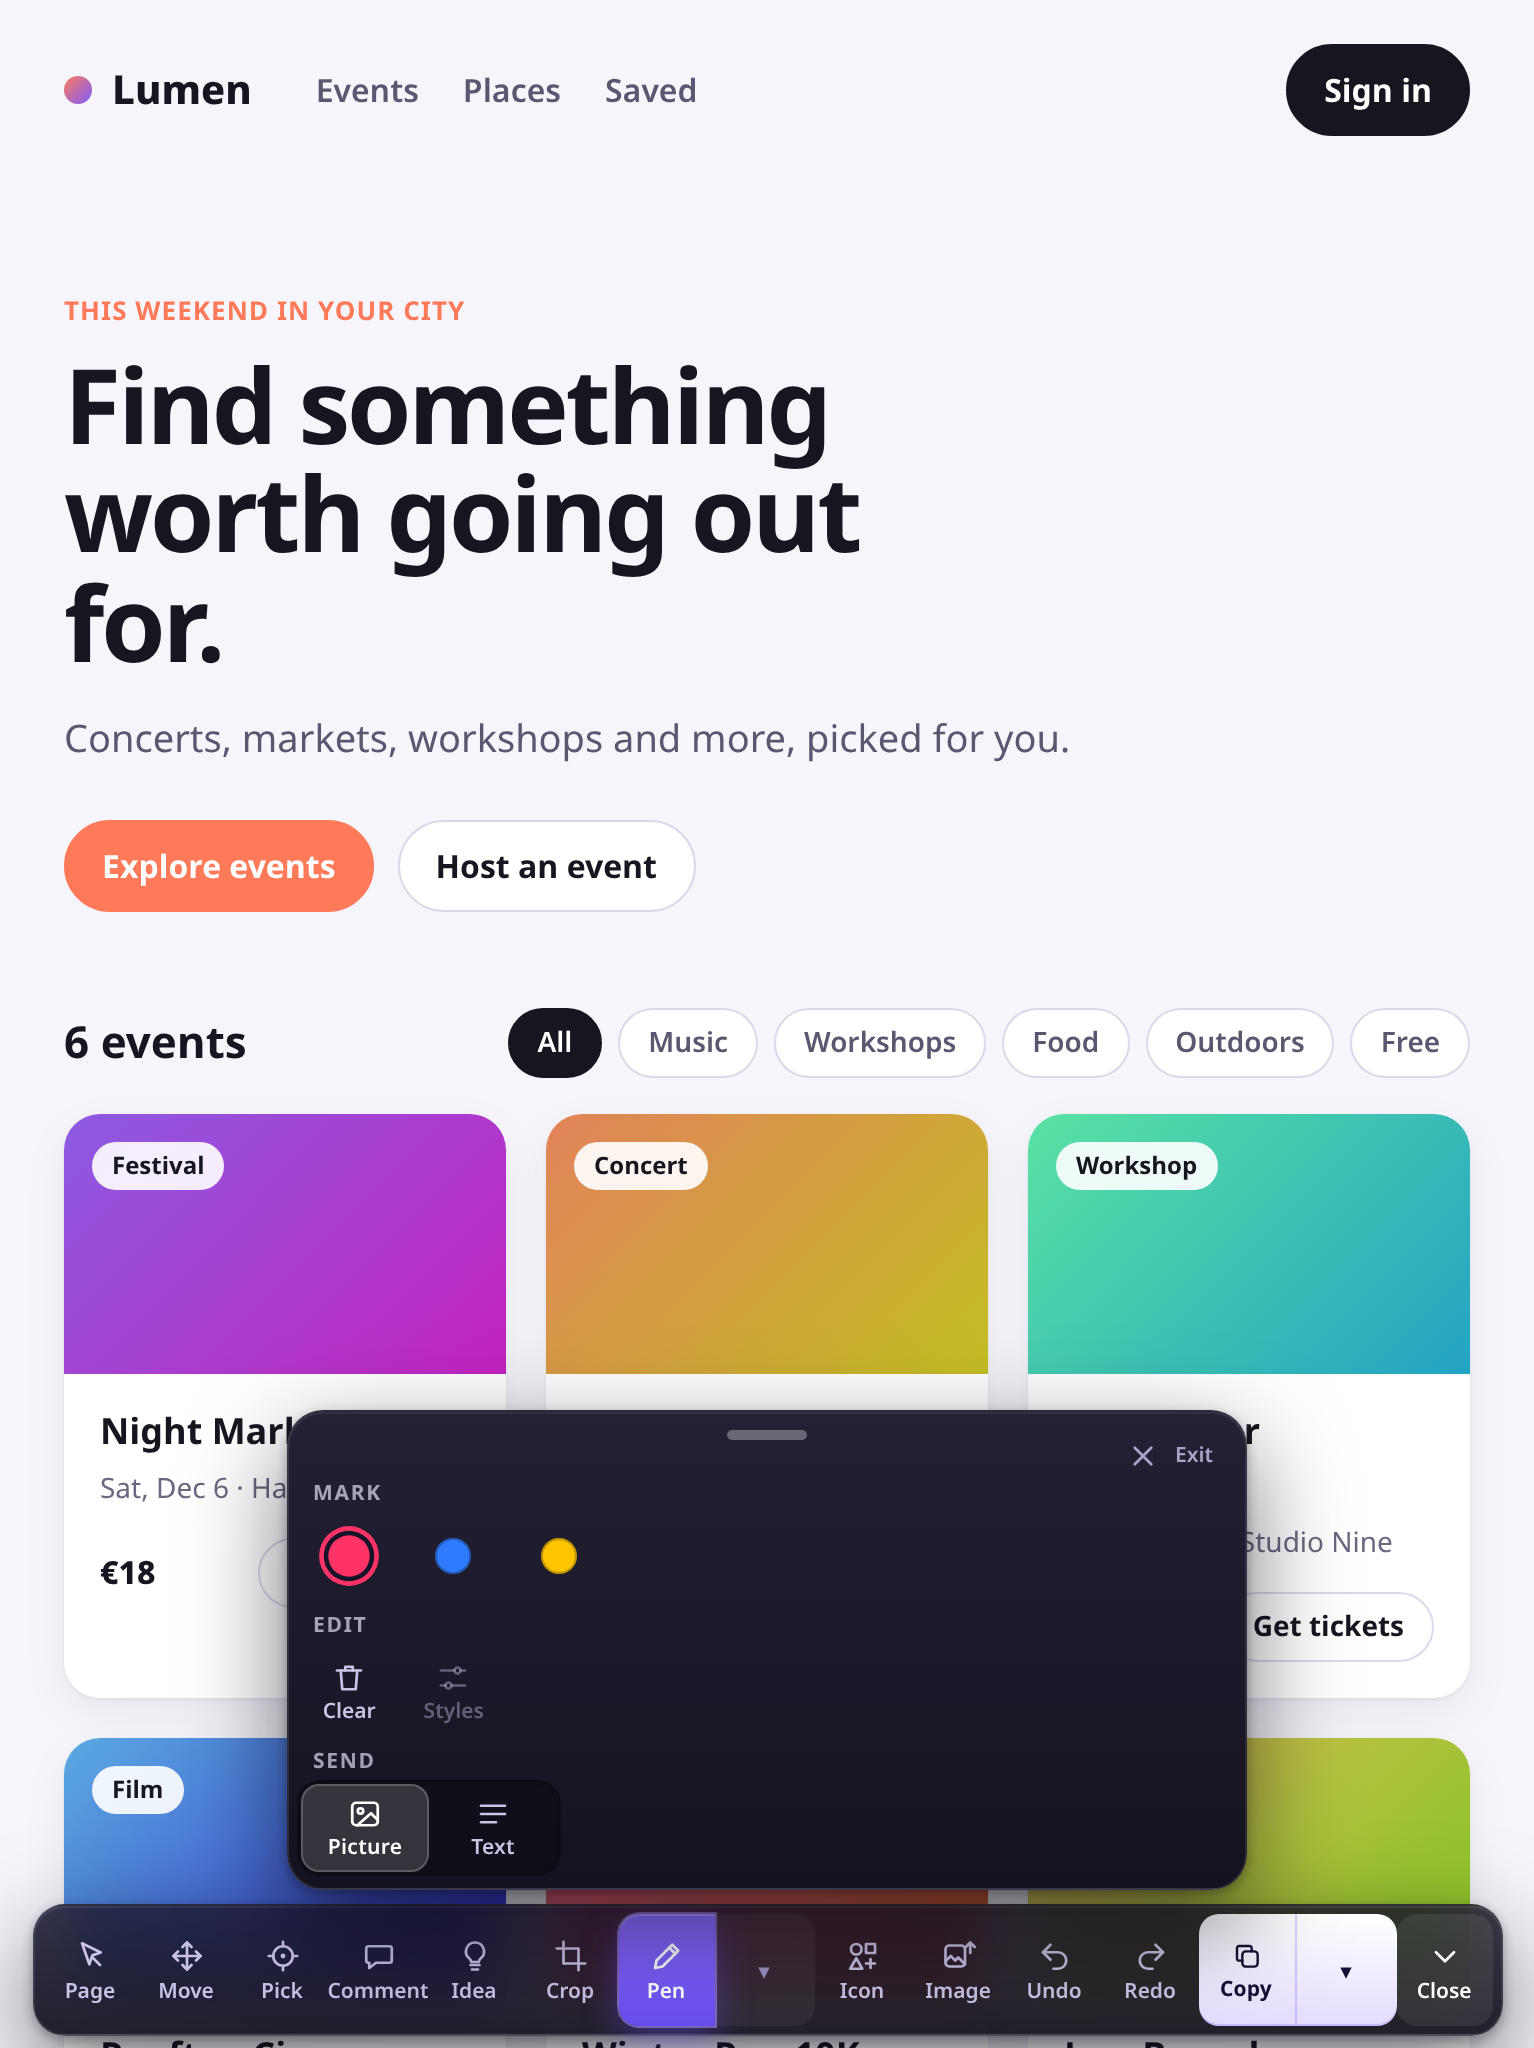 Lumen Events Places Saved Sign in
THIS WEEKEND IN YOUR CITY
Find something
worth going out
for.
Concerts, markets, workshops and more, picked for you.
Explore events Host an event
6 events All Music Workshops Food Outdoors Free
Festival Concert Workshop
Night
Sat, Dec 6 ·
€18
Studio Nine
Get tickets
Exit
MARK
EDIT
Clear Styles
SEND
Picture Text
Film
Page Move Pick Comment Idea Crop Pen Icon Image Undo Redo Copy Close